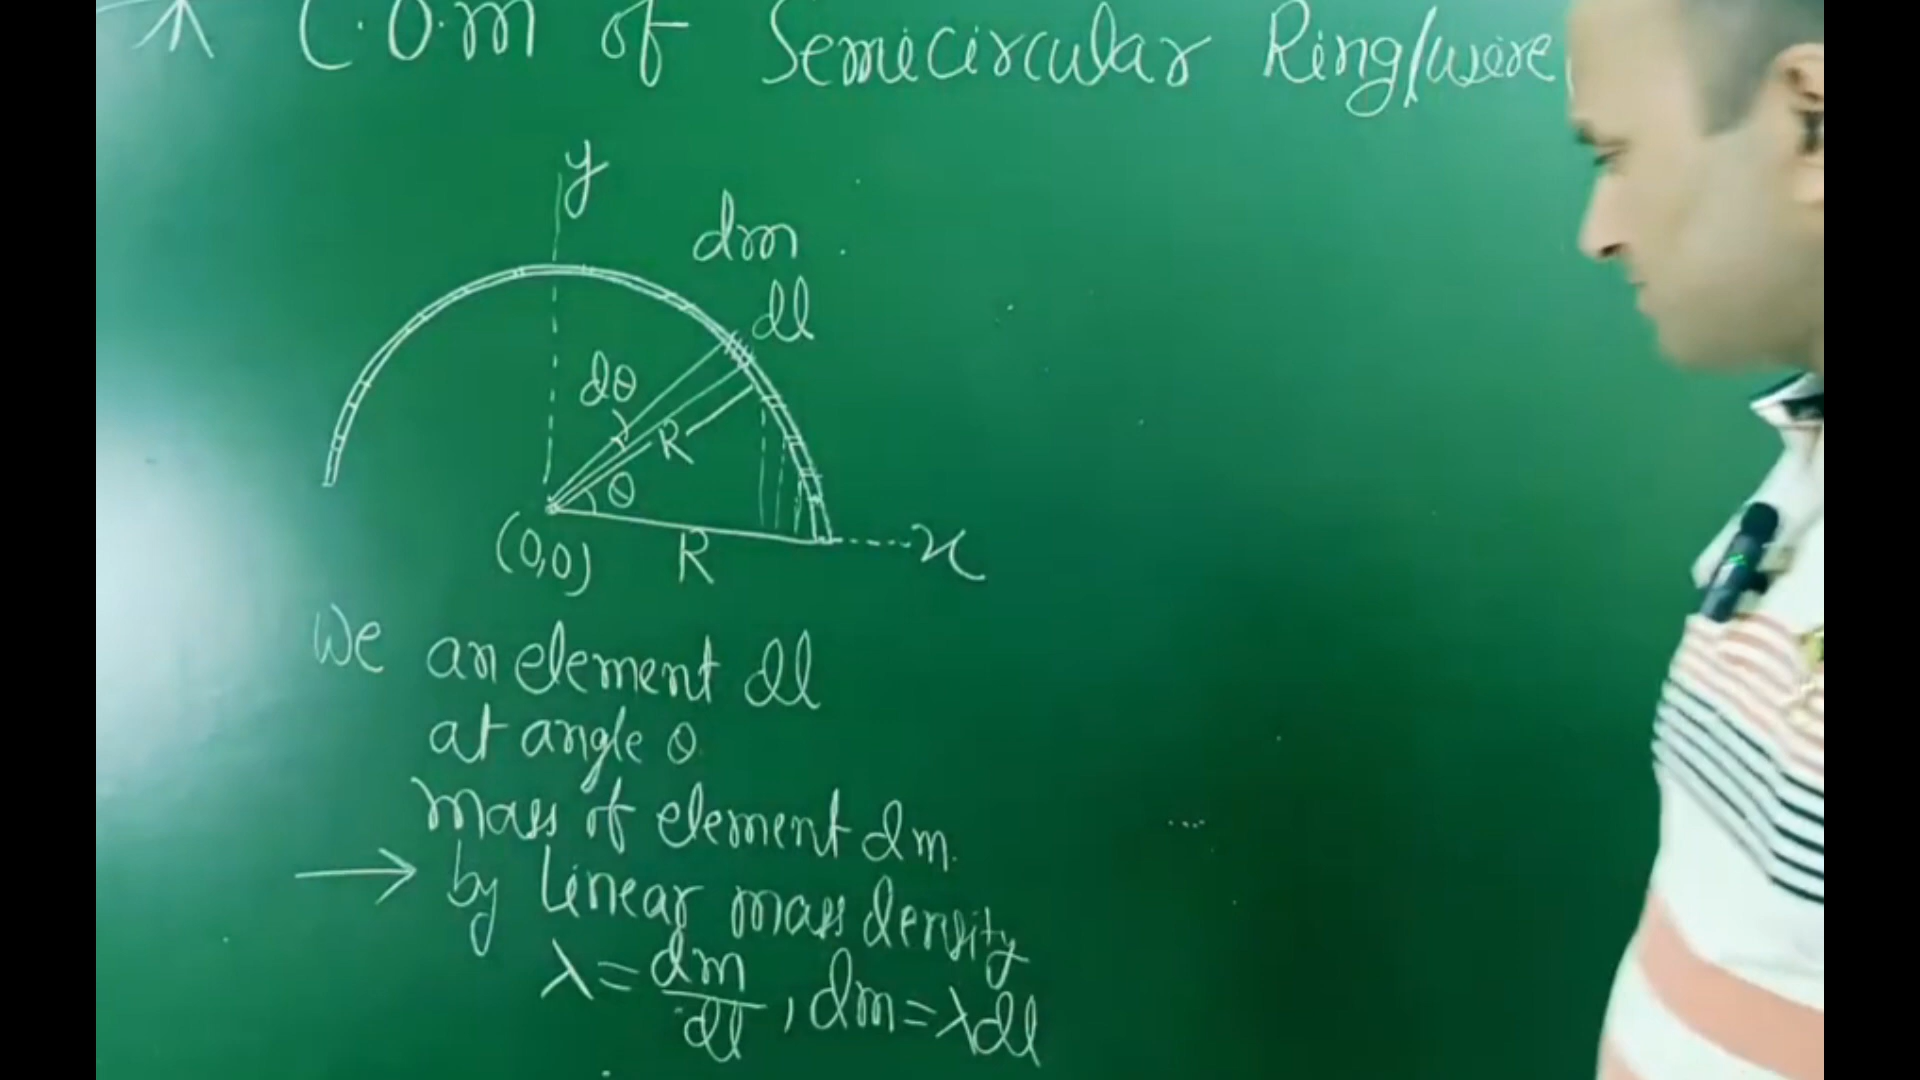 C.O.M of Semicircular Ring/wire
y
dm
dl
dθ
R
θ
(0,0)
R
x
We an element dl
at angle θ
mass of element dm.
→ by linear mass density
λ = dm/dl , dm = λdl